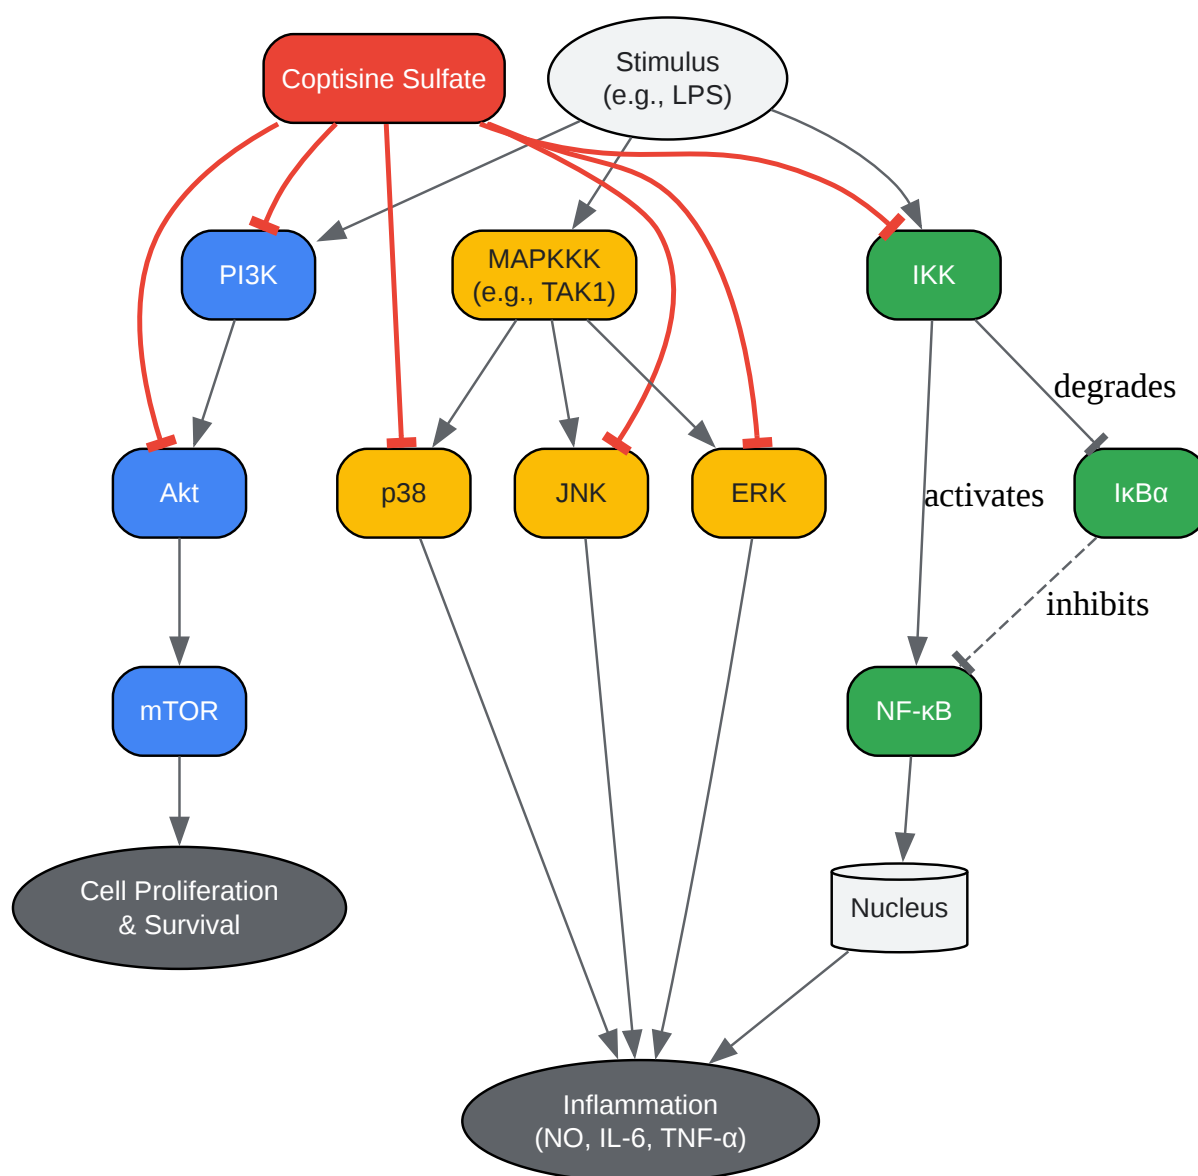 Coptisine Sulfate
Stimulus
(e.g., LPS)
PI3K
MAPKKK
(e.g., TAK1)
IKK
degrades
Akt
p38
JNK
ERK
activates
IκBα
inhibits
mTOR
NF-κB
Cell Proliferation
& Survival
Nucleus
Inflammation
(NO, IL-6, TNF-α)